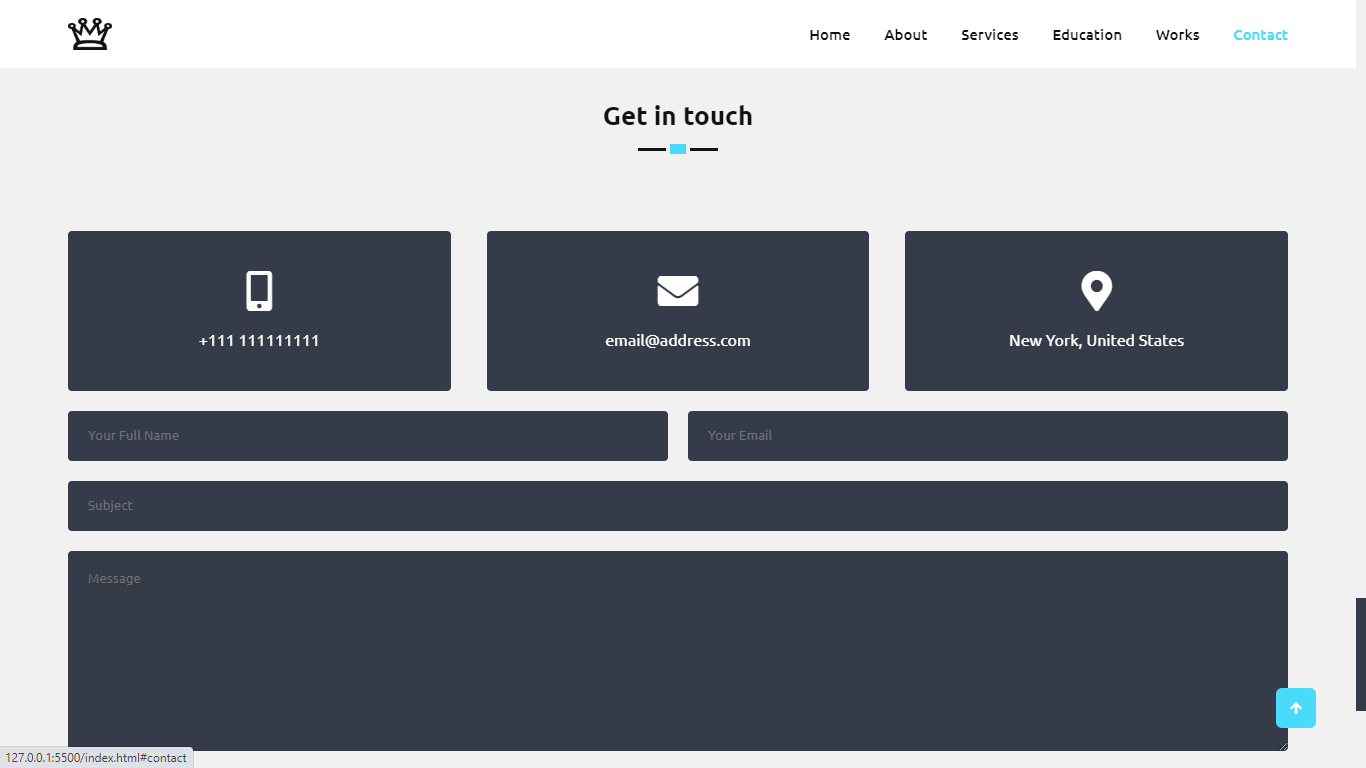 Home About Services Education Works Contact
Get in touch
+111 111111111
email@address.com
New York, United States
Your Full Name
Your Email
Subject
Message
127.0.0.1:5500/index.html#contact